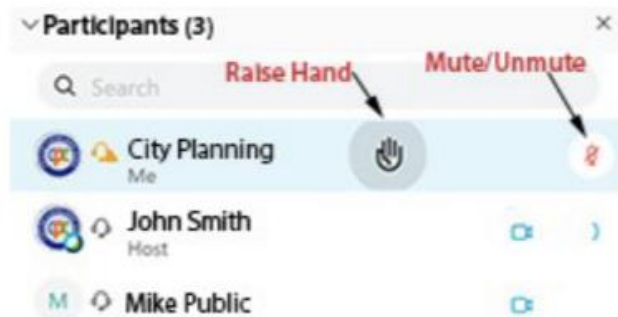 Participants (3)
Search
Raise Hand
Mute/Unmute
City Planning
Me
John Smith
Host
M
Mike Public